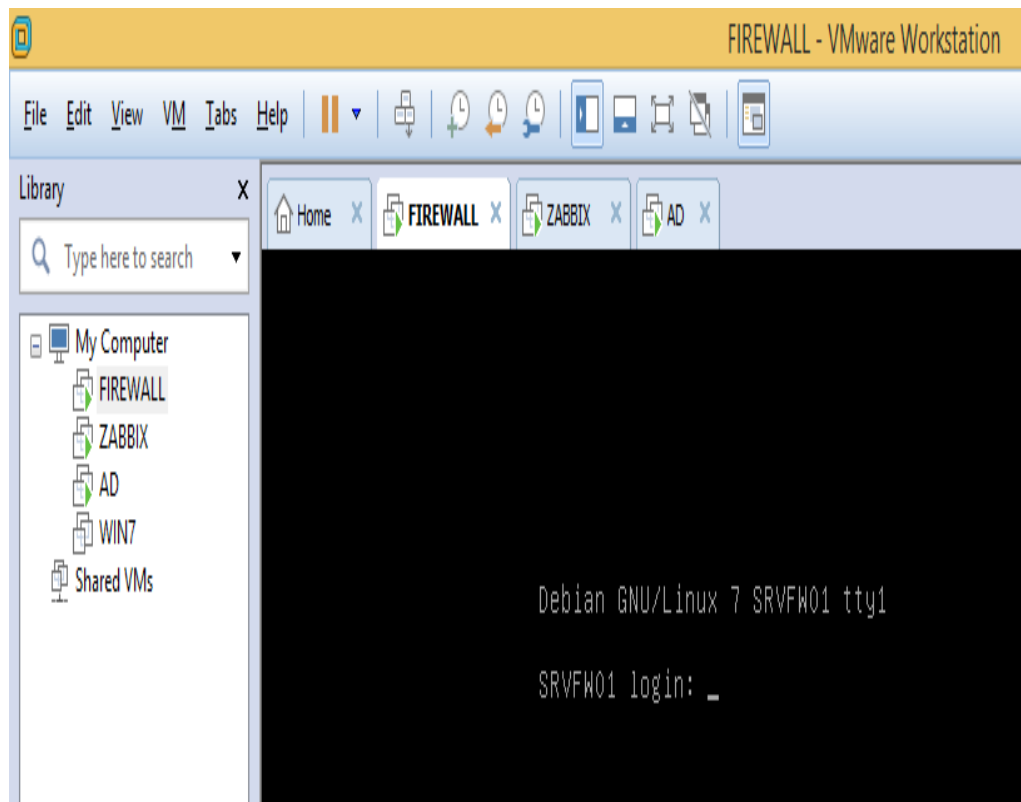 FIREWALL - VMware Workstation
File Edit View VM Tabs Help
Library X
Home X FIREWALL X ZABBIX X AD X
Type here to search
My Computer
FIREWALL
ZABBIX
AD
WIN7
Shared VMs
Debian GNU/Linux 7 SRVFW01 tty1
SRVFW01 login: _